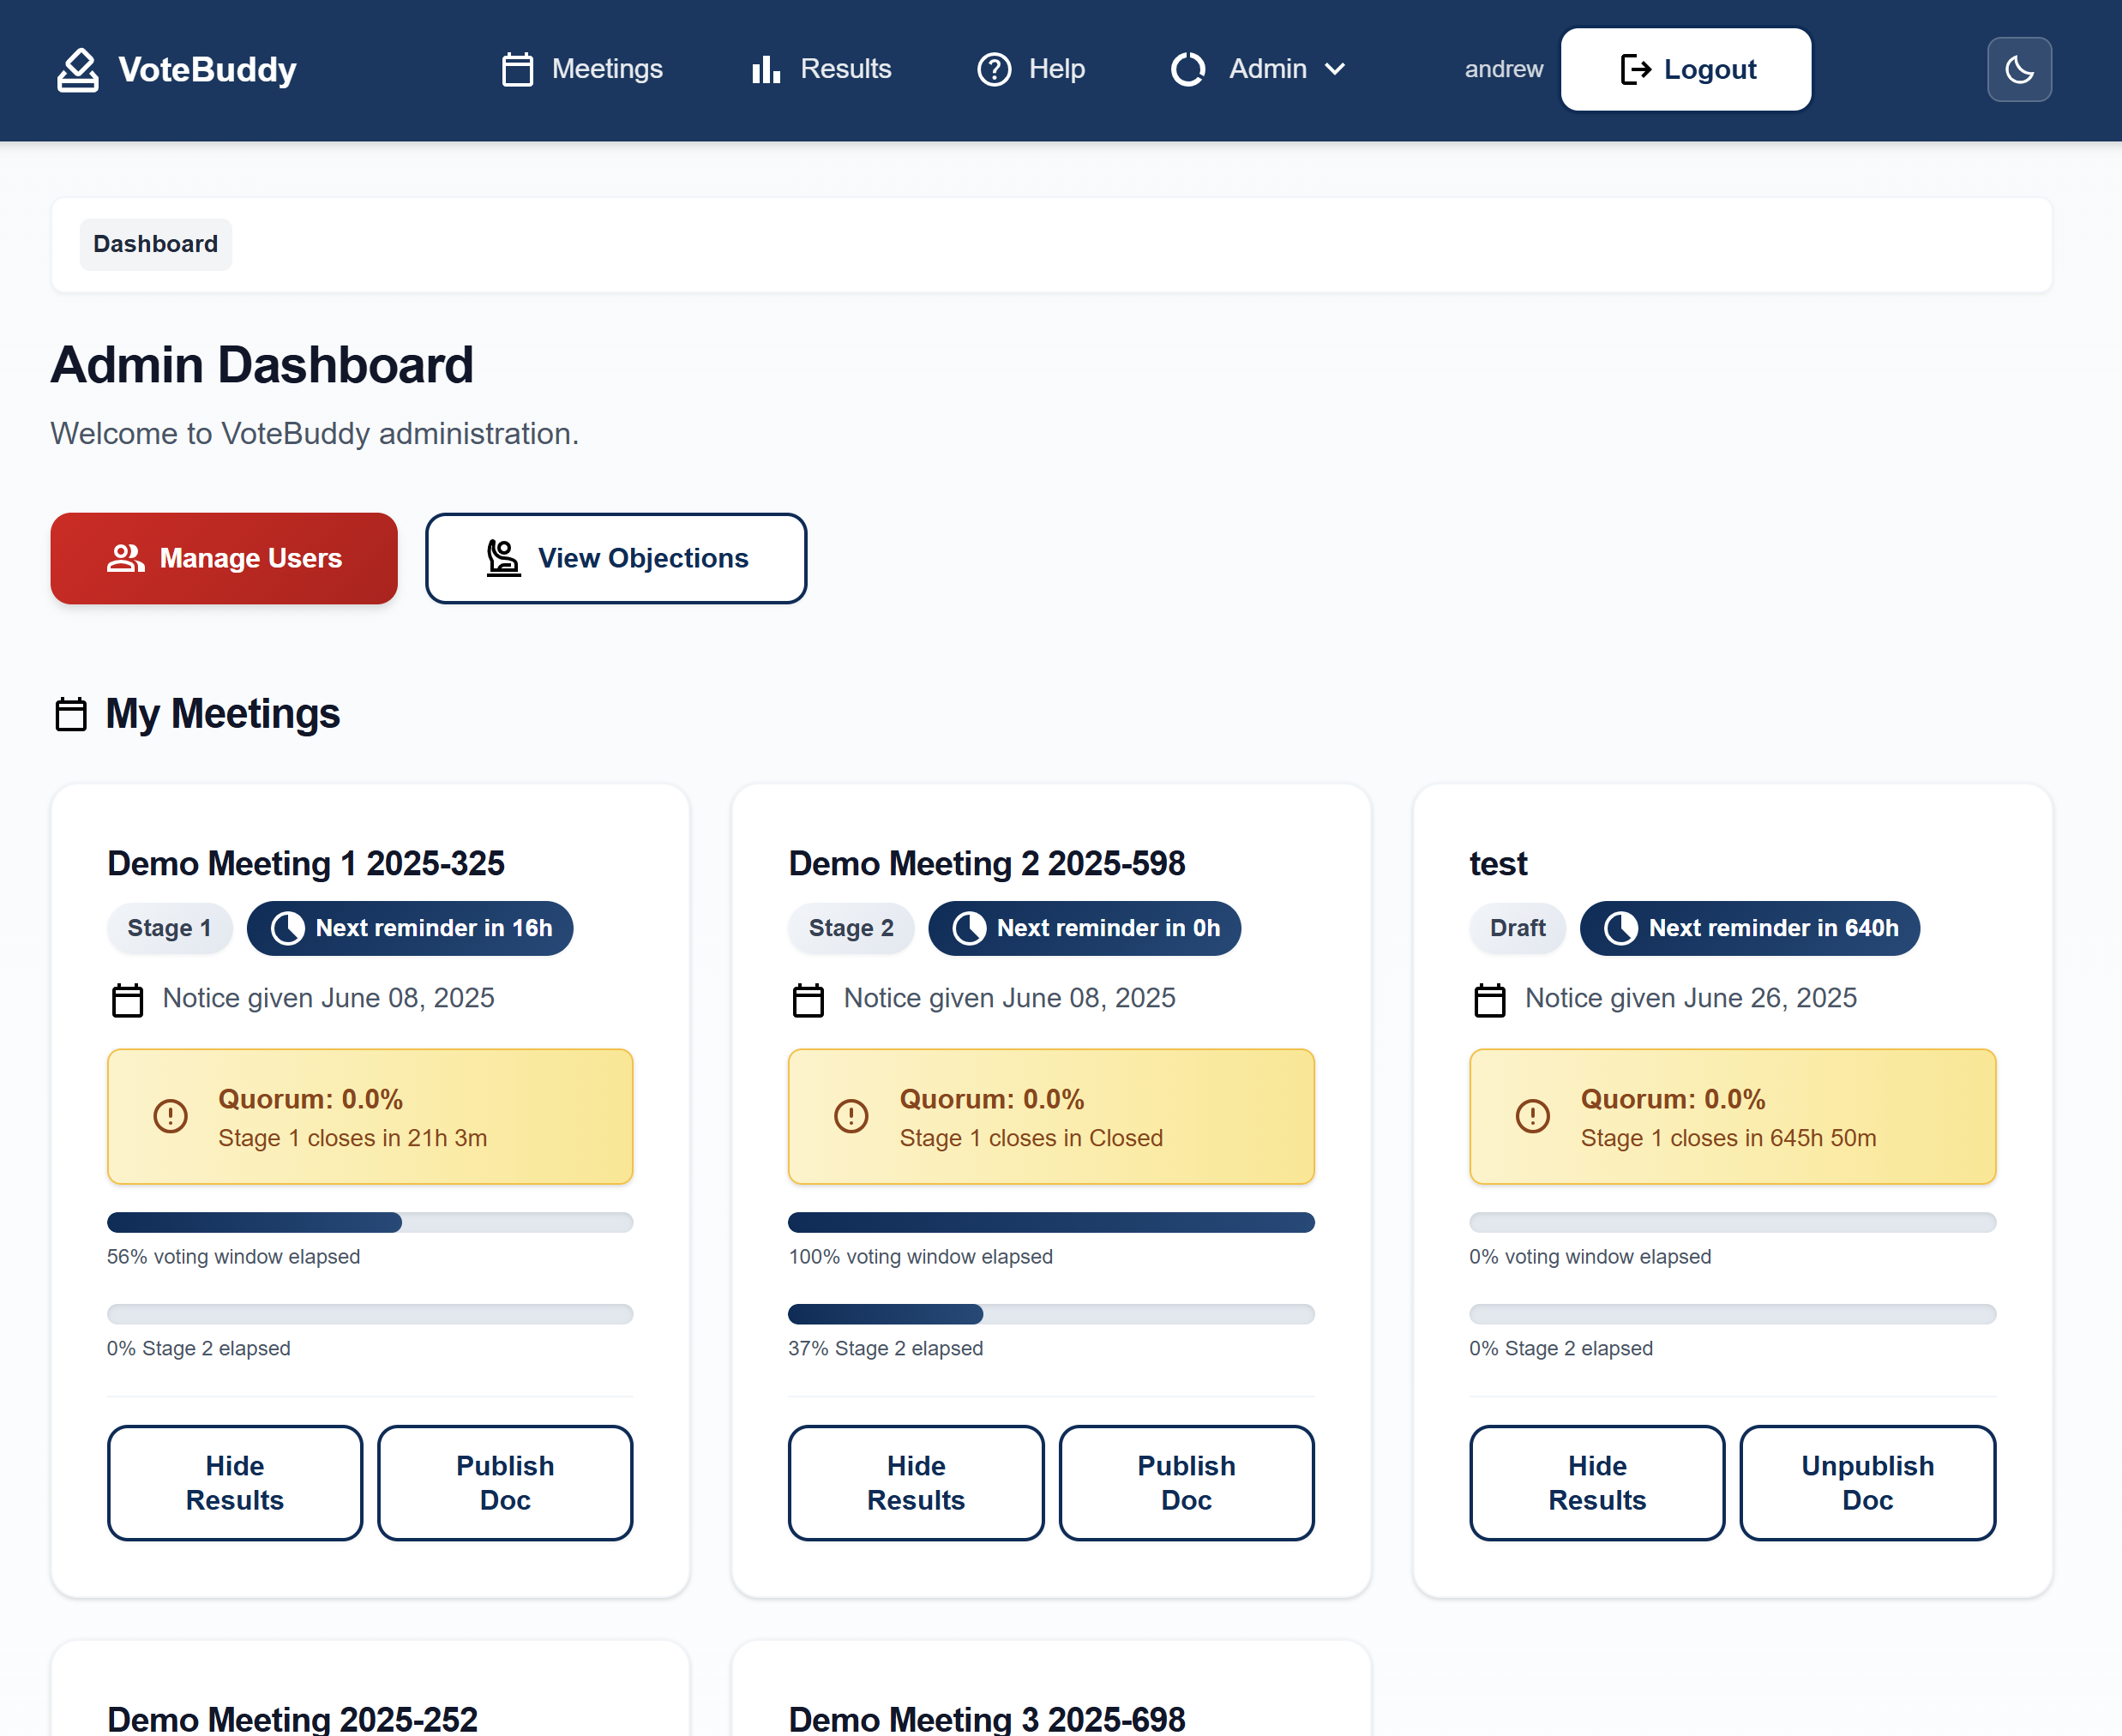 VoteBuddy
Meetings
Results
Help
Admin
andrew
Logout
Dashboard
Admin Dashboard
Welcome to VoteBuddy administration.
Manage Users
View Objections
My Meetings
Demo Meeting 1 2025-325
Stage 1
Next reminder in 16h
Notice given June 08, 2025
Quorum: 0.0%
Stage 1 closes in 21h 3m
56% voting window elapsed
0% Stage 2 elapsed
Hide
Results
Publish
Doc
Demo Meeting 2 2025-598
Stage 2
Next reminder in 0h
Notice given June 08, 2025
Quorum: 0.0%
Stage 1 closes in Closed
100% voting window elapsed
37% Stage 2 elapsed
Hide
Results
Publish
Doc
test
Draft
Next reminder in 640h
Notice given June 26, 2025
Quorum: 0.0%
Stage 1 closes in 645h 50m
0% voting window elapsed
0% Stage 2 elapsed
Hide
Results
Unpublish
Doc
Demo Meeting 2025-252
Demo Meeting 3 2025-698